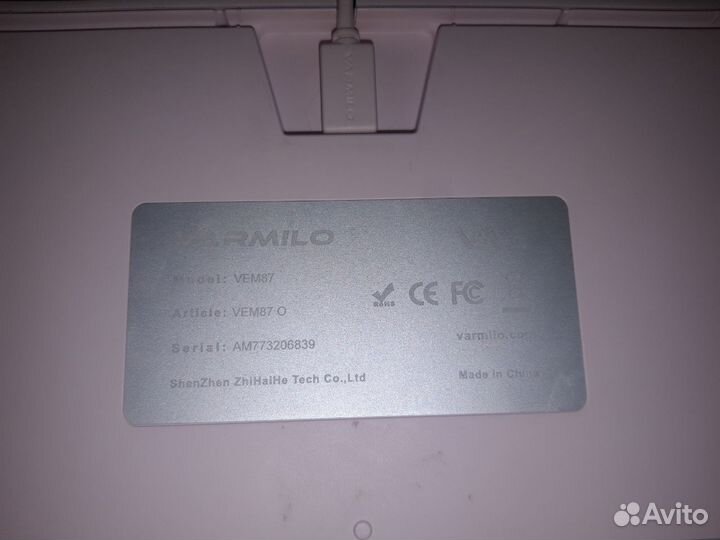 VARMILO
VARMILO
Model: VEM87
Article: VEM87 O
RoHS CE FC
Serial: AM773206839
varmilo.com
ShenZhen ZhiHaiHe Tech Co.,Ltd
Made in China
Avito